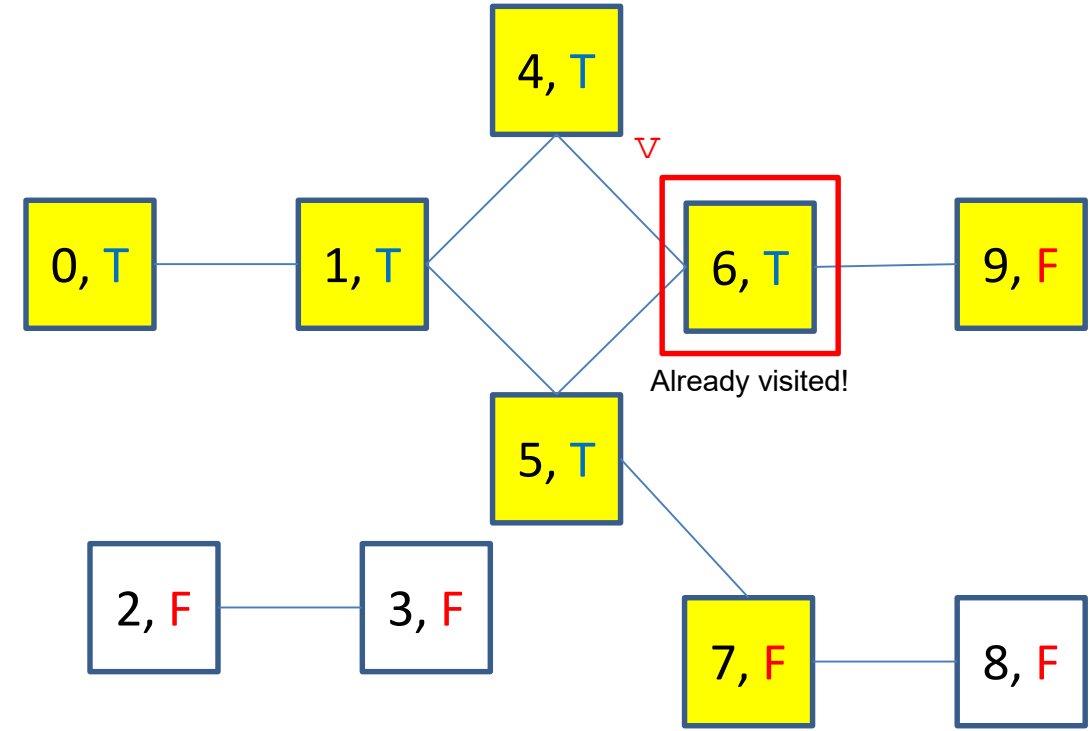 4, T
v
0, T
1, T
6, T
9, F
Already visited!
5, T
2, F
3, F
7, F
8, F